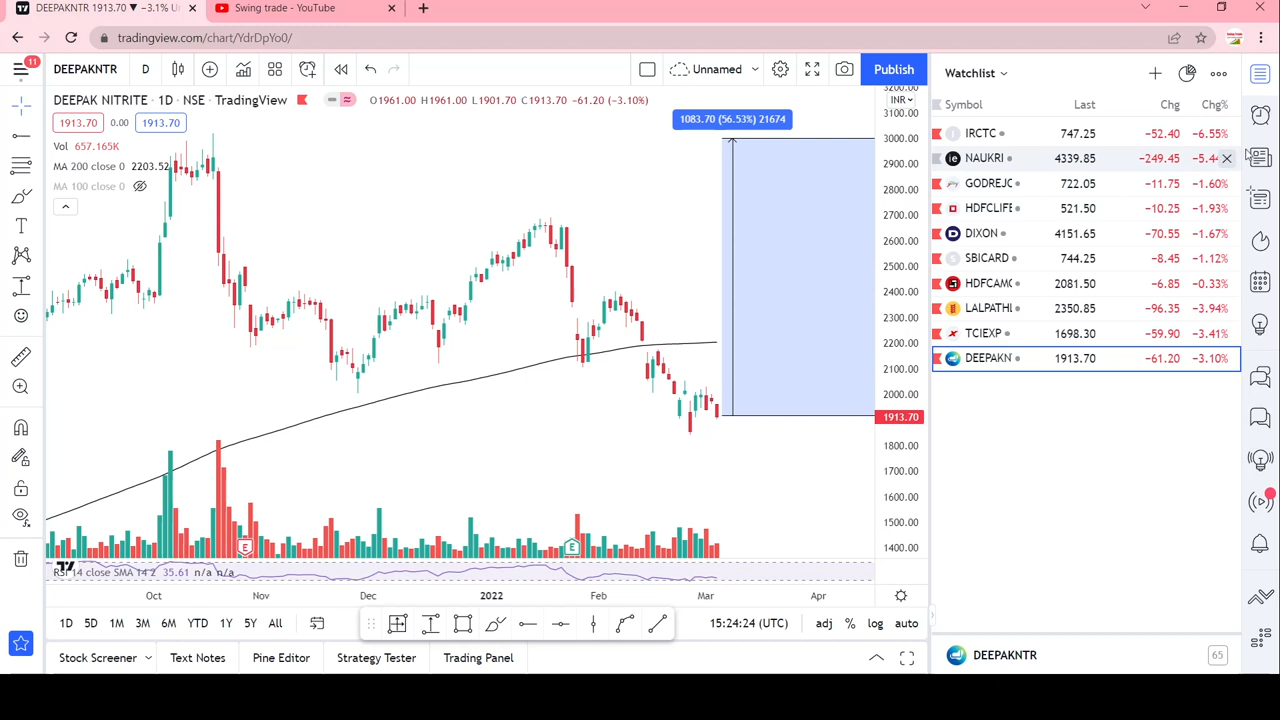 DEEPAKNTR 1913.70 ▼ −3.1% U
Swing trade - YouTube
tradingview.com/chart/YdrDpYo0/
11
DEEPAKNTR
D
Unnamed
Publish
DEEPAK NITRITE · 1D · NSE · TradingView
O1961.00 H1961.00 L1901.70 C1913.70 −61.20 (−3.10%)
1913.70 0.00 1913.70
Vol 657.165K
MA 200 close 0 2203.52
MA 100 close 0
1083.70 (56.53%) 21674
INR
3200.00
3100.00
3000.00
2900.00
2800.00
2700.00
2600.00
2500.00
2400.00
2300.00
2200.00
2100.00
2000.00
1913.70
1800.00
1700.00
1600.00
1500.00
1400.00
E
E
RSI 14 close SMA 14 2 35.61 n/a n/a
Oct Nov Dec 2022 Feb Mar Apr
1D 5D 1M 3M 6M YTD 1Y 5Y All
15:24:24 (UTC) adj % log auto
Stock Screener Text Notes Pine Editor Strategy Tester Trading Panel
Watchlist
Symbol Last Chg Chg%
IRCTC 747.25 −52.40 −6.55%
NAUKRI 4339.85 −249.45 −5.44
GODREJC 722.05 −11.75 −1.60%
HDFCLIFE 521.50 −10.25 −1.93%
DIXON 4151.65 −70.55 −1.67%
SBICARD 744.25 −8.45 −1.12%
HDFCAMC 2081.50 −6.85 −0.33%
LALPATHL 2350.85 −96.35 −3.94%
TCIEXP 1698.30 −59.90 −3.41%
DEEPAKN 1913.70 −61.20 −3.10%
DEEPAKNTR
65